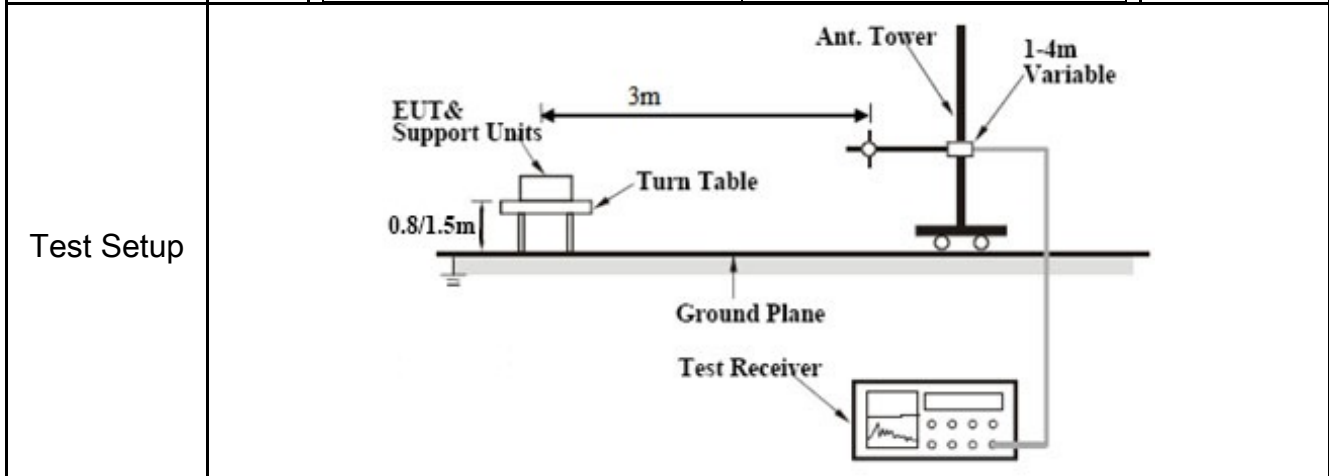 Test Setup
Ant. Tower
1-4m
Variable
3m
EUT&
Support Units
Turn Table
0.8/1.5m
Ground Plane
Test Receiver